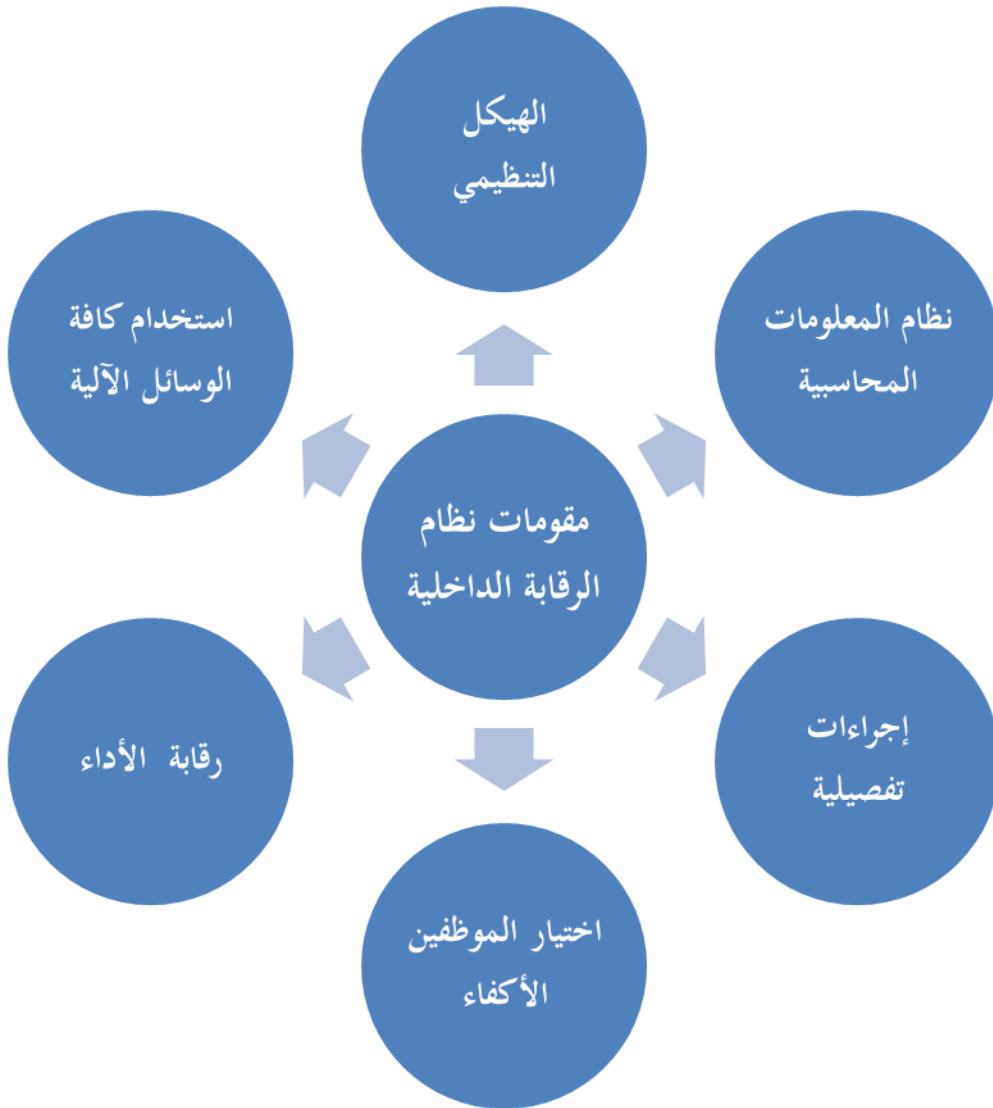 الهيكل
التنظيمي
نظام المعلومات
المحاسبية
استخدام كافة
الوسائل الآلية
مقومات نظام
الرقابة الداخلية
إجراءات
تفصيلية
رقابة الأداء
اختيار الموظفين
الأكفاء